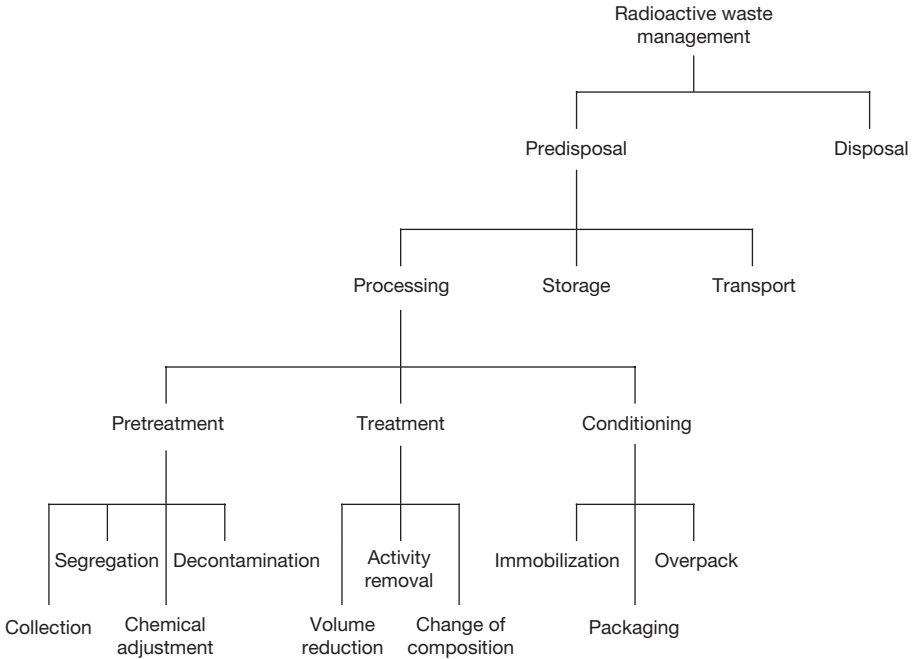 Radioactive waste
management
Predisposal
Disposal
Processing
Storage
Transport
Pretreatment
Treatment
Conditioning
Segregation
Decontamination
Activity
removal
Immobilization
Overpack
Collection
Chemical
adjustment
Volume
reduction
Change of
composition
Packaging